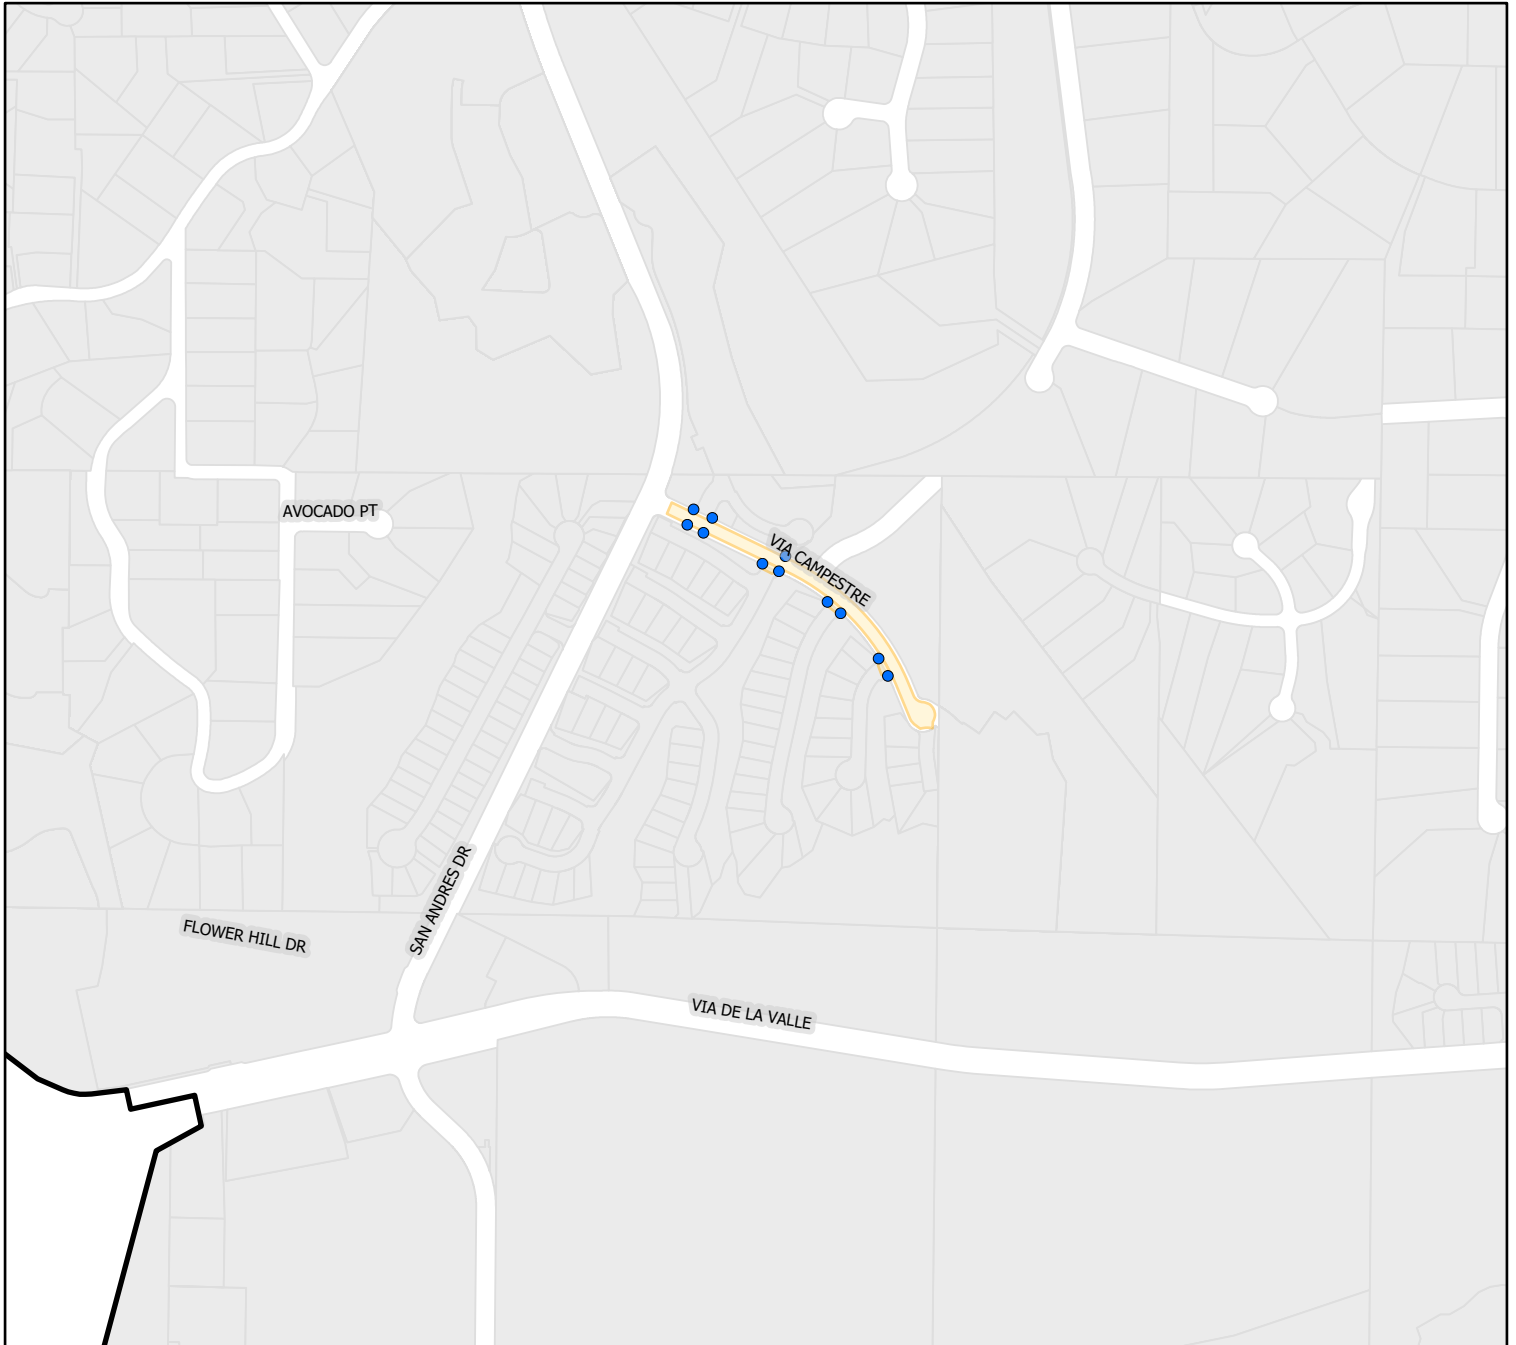 AVOCADO PT
VIA CAMPESTRE
SAN ANDRES DR
FLOWER HILL DR
VIA DE LA VALLE